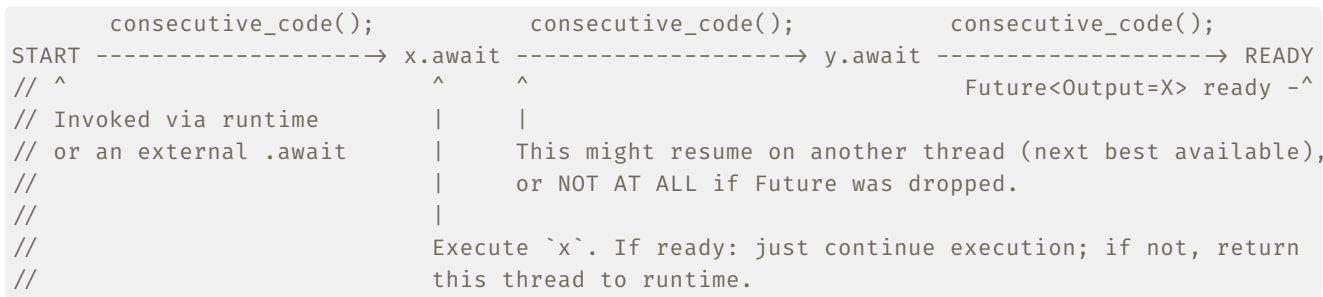 consecutive_code();           consecutive_code();           consecutive_code();
START --------------------> x.await --------------------> y.await --------------------> READY
// ^                          ^     ^                               Future<Output=X> ready -^
// Invoked via runtime        |     |
// or an external .await      |     This might resume on another thread (next best available),
//                            |     or NOT AT ALL if Future was dropped.
//                            |
//                            Execute `x`. If ready: just continue execution; if not, return
//                            this thread to runtime.